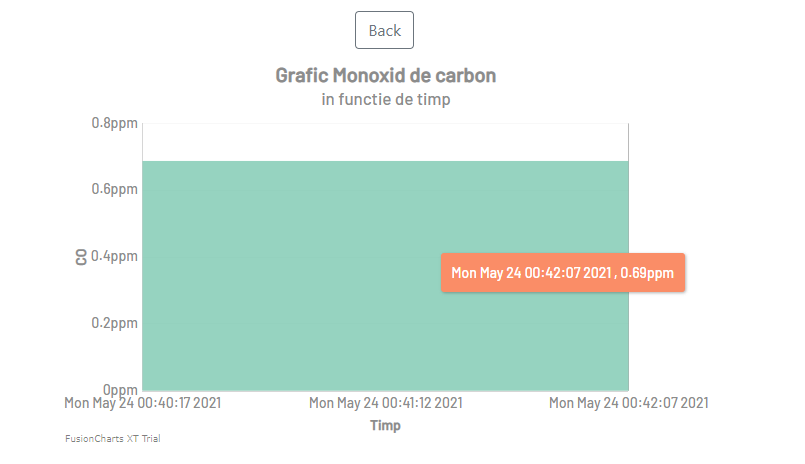 Back
Grafic Monoxid de carbon
in functie de timp
0.8ppm
0.6ppm
CO
0.4ppm
Mon May 24 00:42:07 2021 , 0.69ppm
0.2ppm
0ppm
Mon May 24 00:40:17 2021
Mon May 24 00:41:12 2021
Mon May 24 00:42:07 2021
Timp
FusionCharts XT Trial